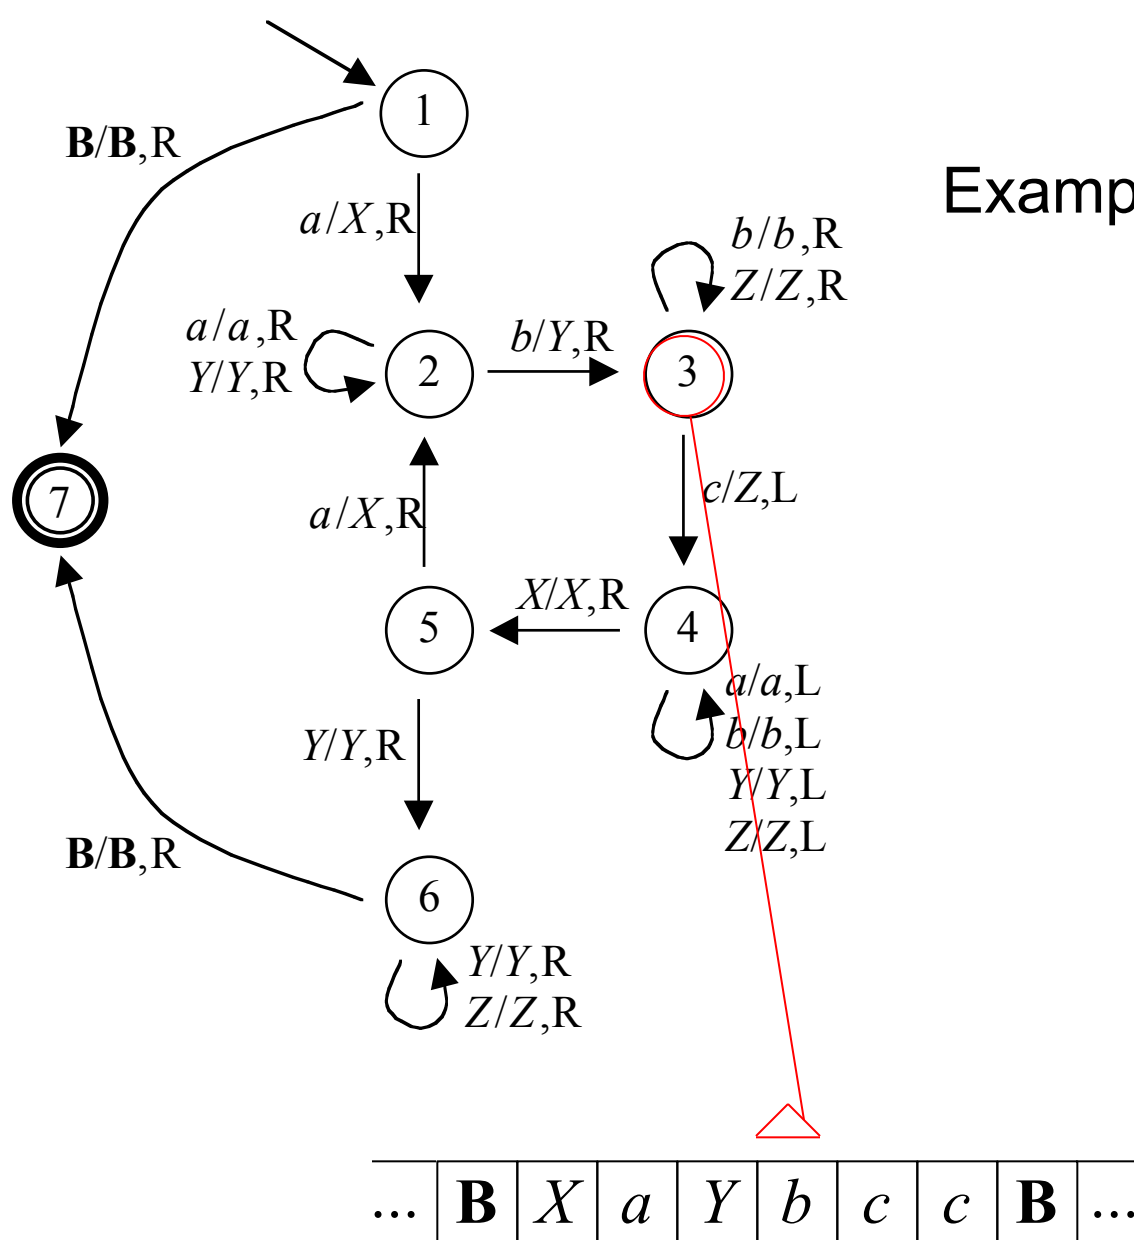 1
B/B,R
Examp
a/X,R
b/b,R
Z/Z,R
a/a,R
Y/Y,R
b/Y,R
2
3
7
a/X,R
c/Z,L
X/X,R
5
4
a/a,L
b/b,L
Y/Y,L
Z/Z,L
Y/Y,R
B/B,R
6
Y/Y,R
Z/Z,R
... B X a Y b c c B ...